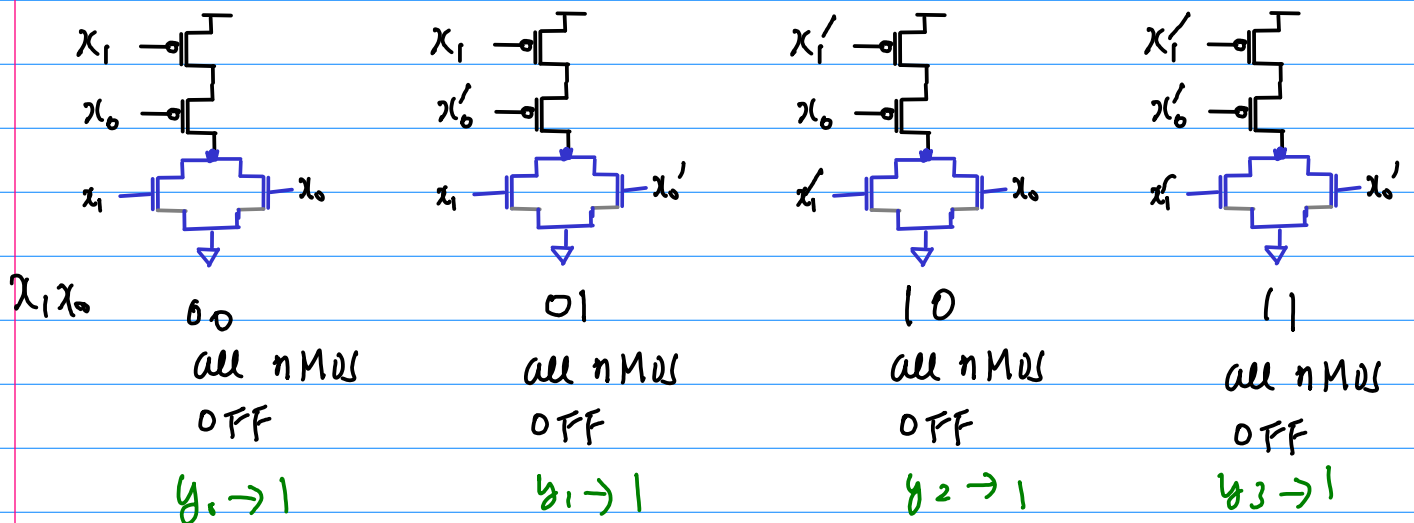 x₁ x₁ x₁′ x₁′
x₀ x₀′ x₀ x₀′
x₁ x₀ x₁ x₀′ x₁′ x₀ x₁′ x₀′
x₁x₀ 00 01 10 11
all nMOS all nMOS all nMOS all nMOS
OFF OFF OFF OFF
y₀→1 y₁→1 y₂→1 y₃→1